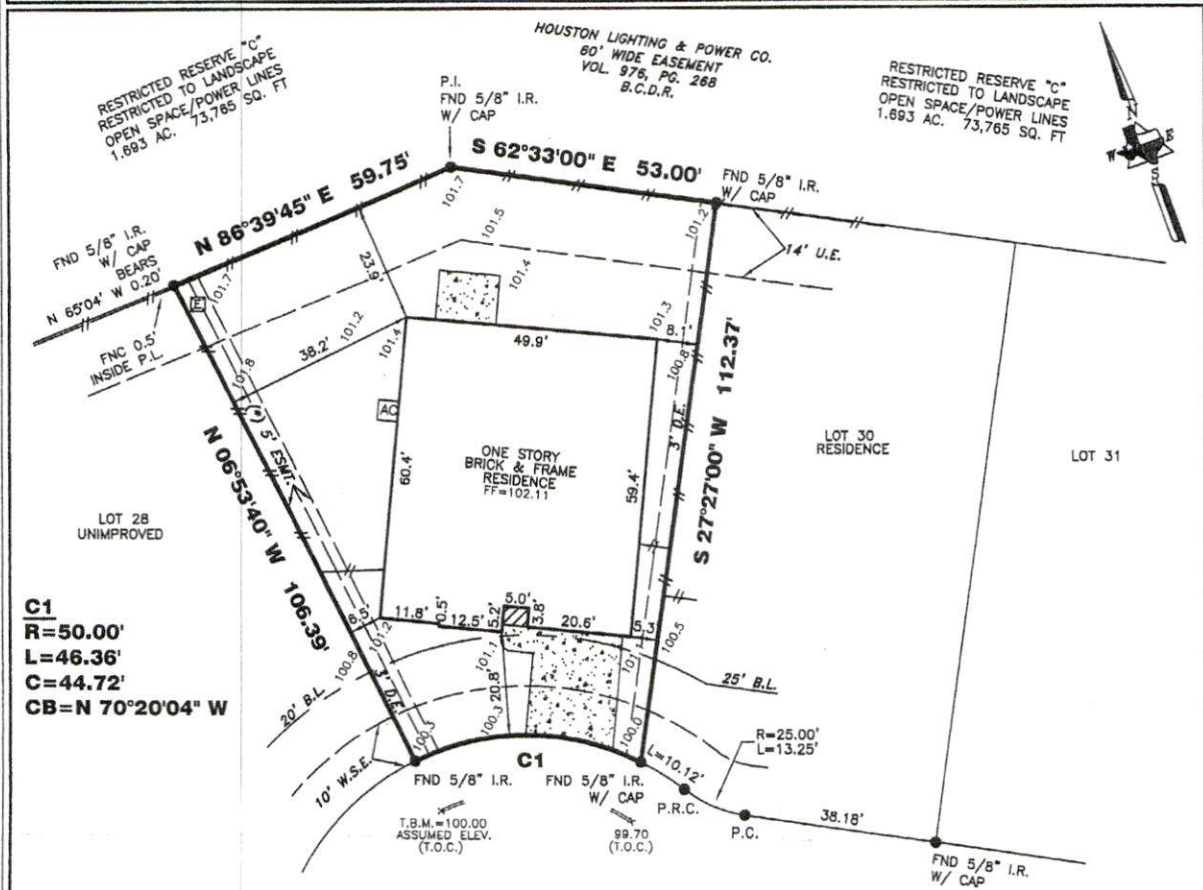 RESTRICTED RESERVE "C"
RESTRICTED TO LANDSCAPE
OPEN SPACE/POWER LINES
1.693 AC. 73,765 SQ. FT
HOUSTON LIGHTING & POWER CO.
60' WIDE EASEMENT
VOL. 976, PG. 268
B.C.D.R.
RESTRICTED RESERVE "C"
RESTRICTED TO LANDSCAPE
OPEN SPACE/POWER LINES
1.693 AC. 73,765 SQ. FT
N
W
E
S
P.I.
FND 5/8" I.R.
W/ CAP
N 86°39'45" E 59.75'
S 62°33'00" E 53.00'
FND 5/8" I.R.
W/ CAP
FND 5/8" I.R.
W/ CAP
BEARS
N 65°04' W 0.20'
FNC 0.5'
INSIDE P.L.
E
101.7
101.7
101.5
101.4
101.2
14' U.E.
23.9'
38.2'
101.2
101.4
101.8
101.3
8.1'
100.8
49.9'
AC
60.4'
ONE STORY
BRICK & FRAME
RESIDENCE
FF=102.11
59.4'
3' D.E.
S 27°27'00" W 112.37'
LOT 30
RESIDENCE
LOT 31
(*) 5' ESMT.
N 06°53'40" W 106.39'
LOT 28
UNIMPROVED
C1
R=50.00'
L=46.36'
C=44.72'
CB=N 70°20'04" W
11.8'
0.5'
12.5'
5.2'
5.0'
3.8'
20.6'
5.3'
101.2
100.8
101.1
100.5
3' D.E.
20' B.L.
25' B.L.
20.8'
100.3
100.3
100.0
10' W.S.E.
C1
FND 5/8" I.R.
FND 5/8" I.R.
W/ CAP
L=10.12'
R=25.00'
L=13.25'
P.R.C.
P.C.
38.18'
T.B.M.=100.00
ASSUMED ELEV.
(T.O.C.)
99.70
(T.O.C.)
FND 5/8" I.R.
W/ CAP